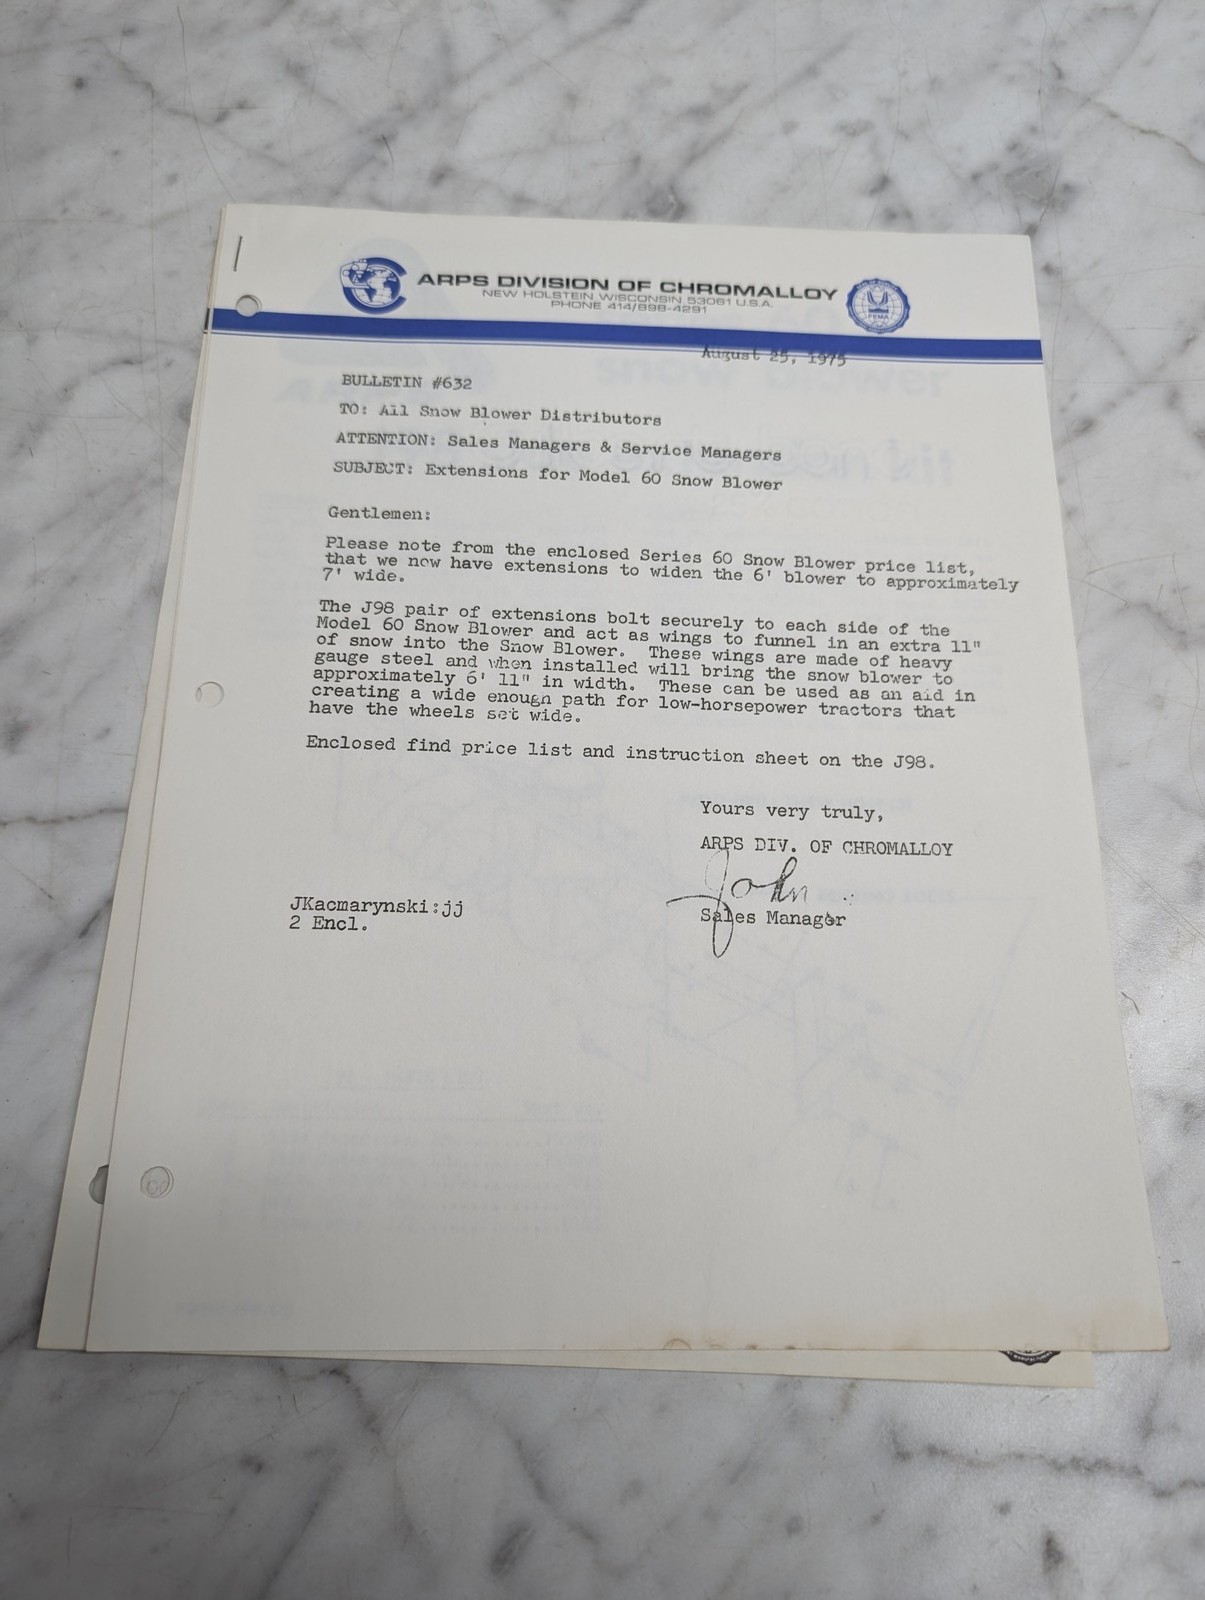 ARPS DIVISION OF CHROMALLOY
NEW HOLSTEIN WISCONSIN 53061 U.S.A.
PHONE 414/898-4291
FEMA
August 25, 1975
BULLETIN #632
TO: All Snow Blower Distributors
ATTENTION: Sales Managers & Service Managers
SUBJECT: Extensions for Model 60 Snow Blower
Gentlemen:
Please note from the enclosed Series 60 Snow Blower price list,
that we now have extensions to widen the 6' blower to approximately
7' wide.
The J98 pair of extensions bolt securely to each side of the
Model 60 Snow Blower and act as wings to funnel in an extra 11"
of snow into the Snow Blower. These wings are made of heavy
gauge steel and when installed will bring the snow blower to
approximately 6' 11" in width. These can be used as an aid in
creating a wide enough path for low-horsepower tractors that
have the wheels set wide.
Enclosed find price list and instruction sheet on the J98.
Yours very truly,
ARPS DIV. OF CHROMALLOY
John
Sales Manager
JKacmarynski:jj
2 Encl.